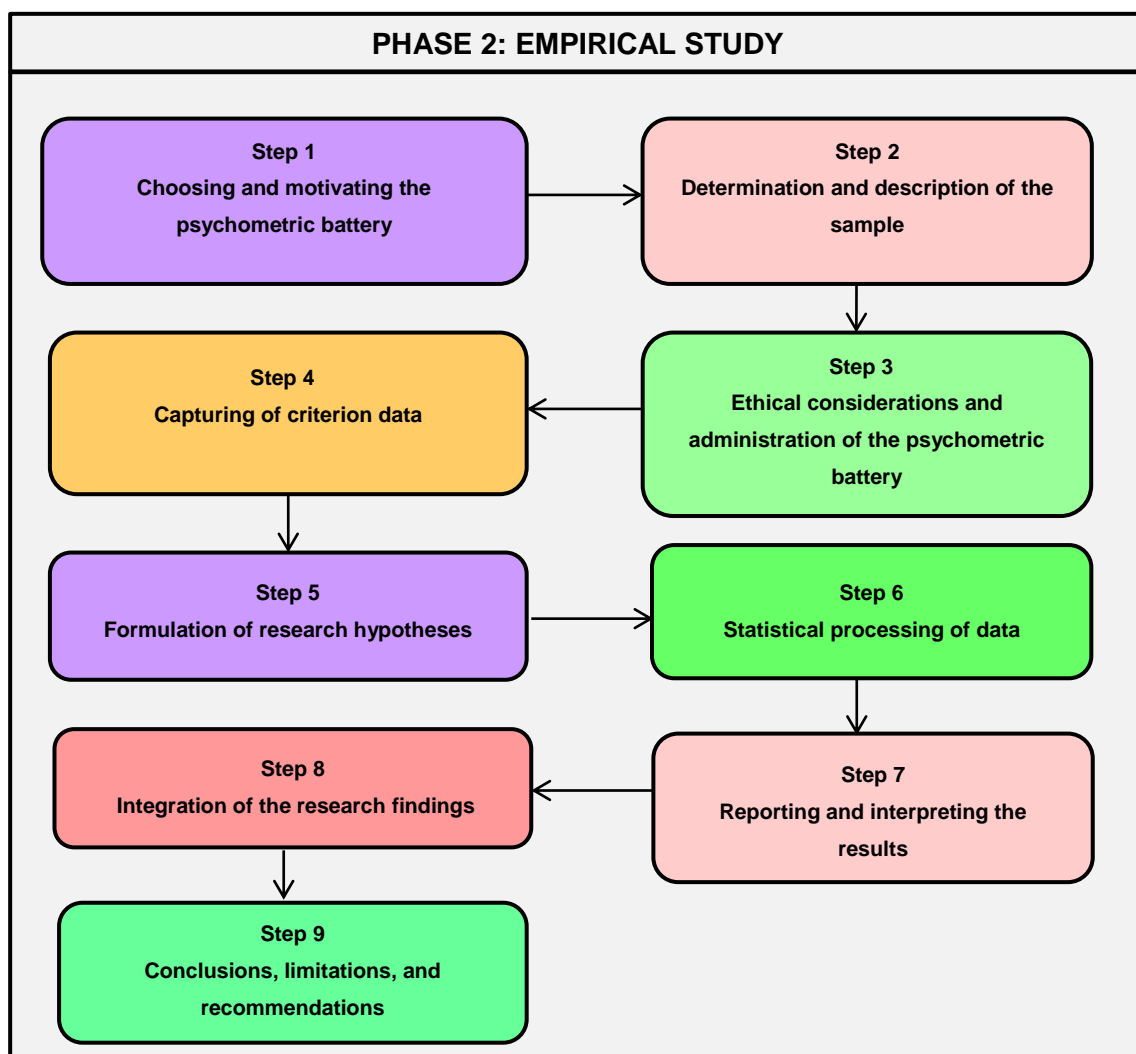 PHASE 2: EMPIRICAL STUDY
Step 1
Choosing and motivating the
psychometric battery
Step 2
Determination and description of the
sample
Step 3
Ethical considerations and
administration of the psychometric
battery
Step 4
Capturing of criterion data
Step 5
Formulation of research hypotheses
Step 6
Statistical processing of data
Step 7
Reporting and interpreting the
results
Step 8
Integration of the research findings
Step 9
Conclusions, limitations, and
recommendations